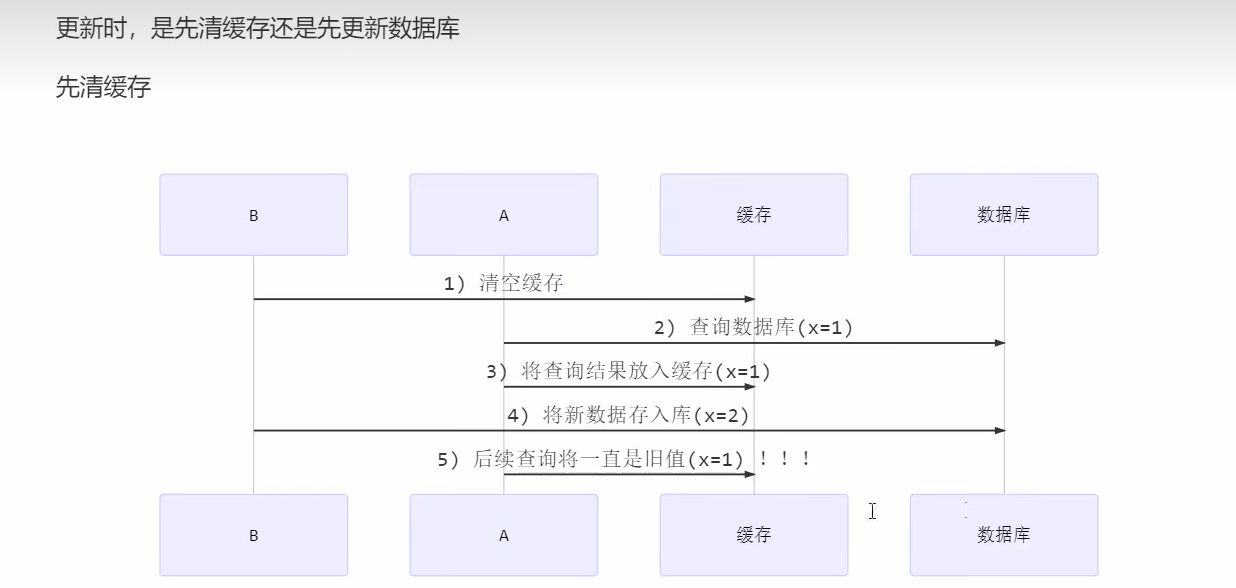 更新时，是先清缓存还是先更新数据库
先清缓存
B
A
缓存
数据库
1) 清空缓存
2) 查询数据库(x=1)
3) 将查询结果放入缓存(x=1)
4) 将新数据存入库(x=2)
5) 后续查询将一直是旧值(x=1) ！！！
B
A
缓存
数据库